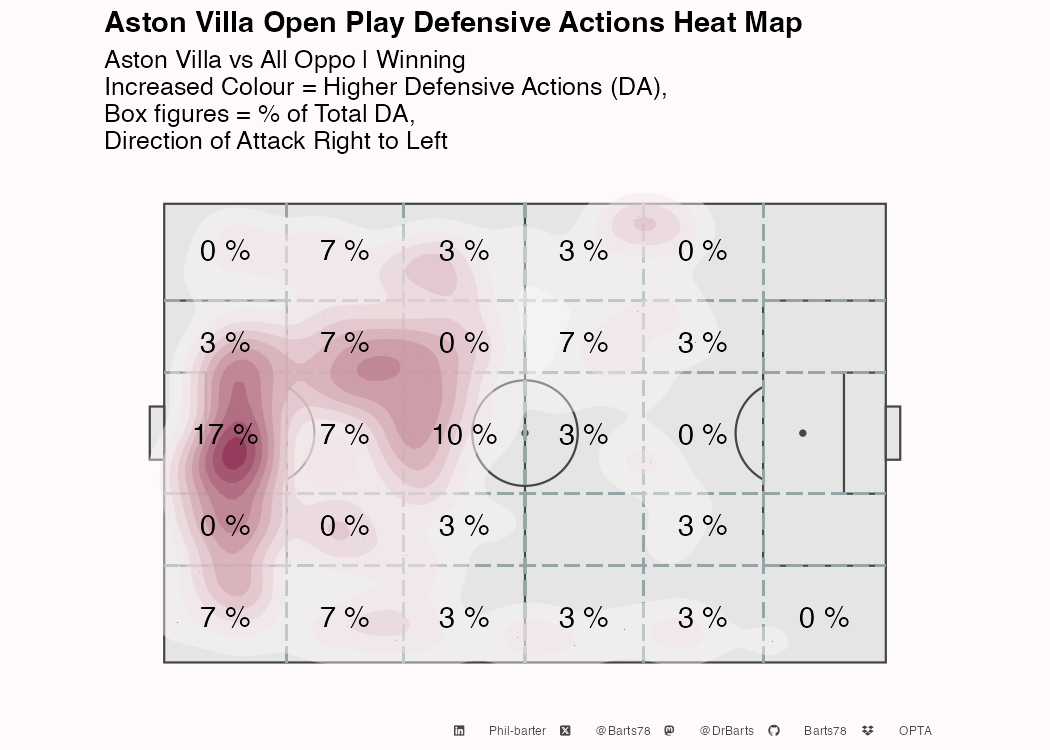 Aston Villa Open Play Defensive Actions Heat Map
Aston Villa vs All Oppo | Winning
Increased Colour = Higher Defensive Actions (DA),
Box figures = % of Total DA,
Direction of Attack Right to Left
0 % 7 % 3 % 3 % 0 %
3 % 7 % 0 % 7 % 3 %
17 % 7 % 10 % 3 % 0 %
0 % 0 % 3 % 3 %
7 % 7 % 3 % 3 % 3 % 0 %
Phil-barter @Barts78 @DrBarts Barts78 OPTA